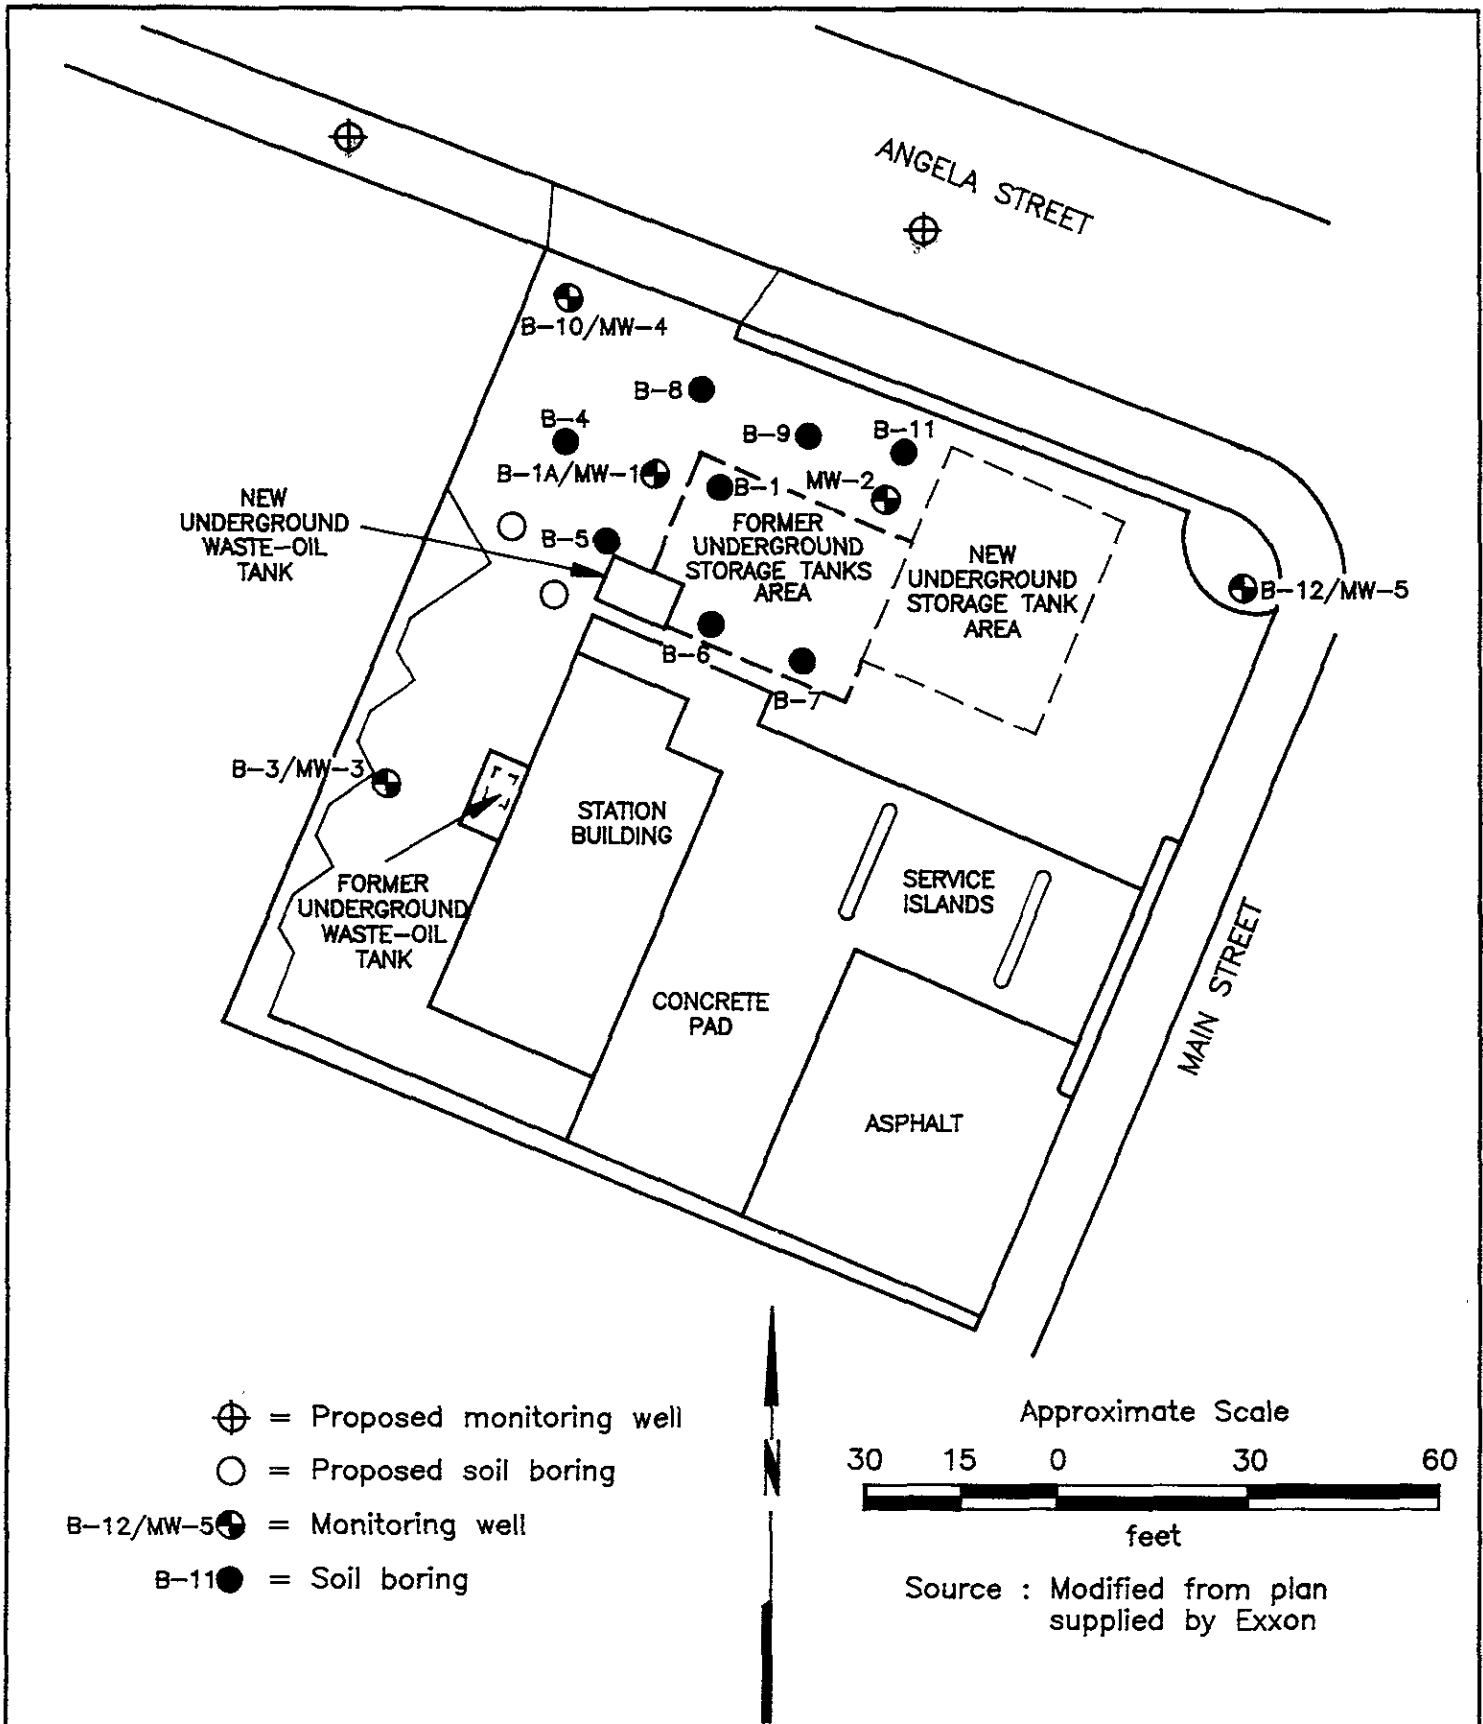 ANGELA STREET
B-10/MW-4
B-8
B-4
B-9
B-11
B-1A/MW-1
B-1
MW-2
NEW
UNDERGROUND
WASTE-OIL
TANK
FORMER
UNDERGROUND
STORAGE TANKS
AREA
B-5
NEW
UNDERGROUND
STORAGE TANK
AREA
B-12/MW-5
B-6
B-7
B-3/MW-3
STATION
BUILDING
FORMER
UNDERGROUND
WASTE-OIL
TANK
SERVICE
ISLANDS
MAIN STREET
CONCRETE
PAD
ASPHALT
N
= Proposed monitoring well
= Proposed soil boring
B-12/MW-5 = Monitoring well
B-11 = Soil boring
Approximate Scale
30 15 0 30 60
feet
Source : Modified from plan
supplied by Exxon